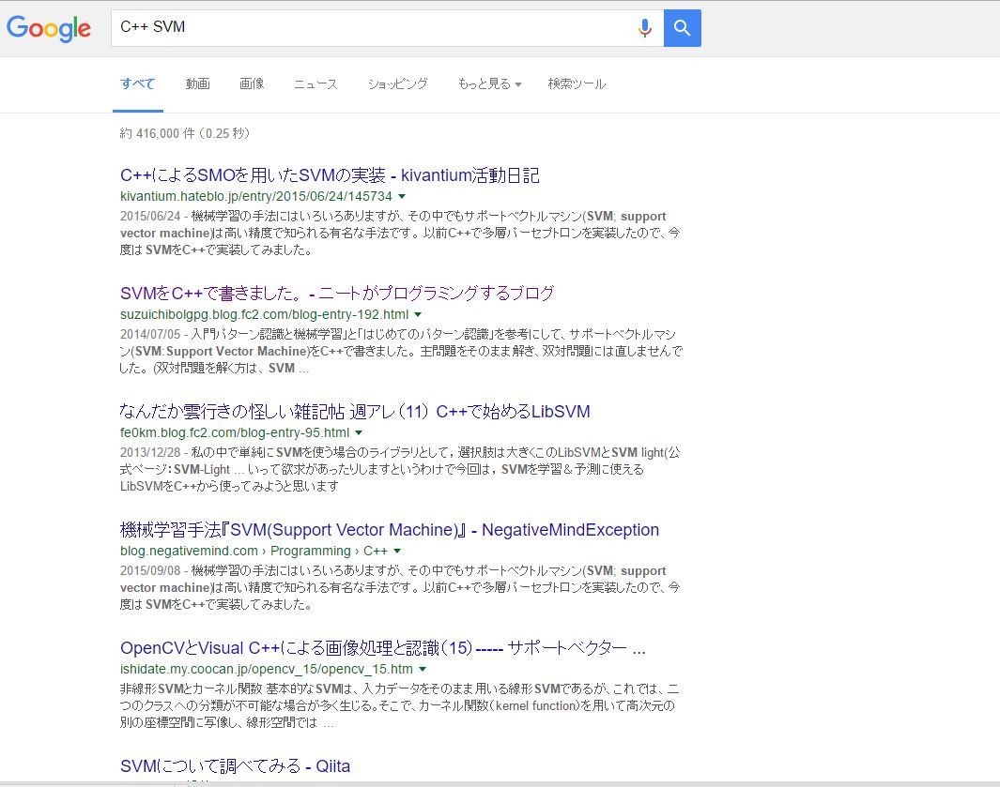 Google
C++ SVM
すべて 動画 画像 ニュース ショッピング もっと見る 検索ツール
約 416,000 件 （0.25 秒）
C++によるSMOを用いたSVMの実装 - kivantium活動日記
kivantium.hateblo.jp/entry/2015/06/24/145734
2015/06/24 - 機械学習の手法にはいろいろありますが、その中でもサポートベクトルマシン(SVM; support
vector machine)は高い精度で知られる有名な手法です。以前C++で多層パーセプトロンを実装したので、今
度は SVMをC++で実装してみました。
SVMをC++で書きました。 - ニートがプログラミングするブログ
suzuichibolgpg.blog.fc2.com/blog-entry-192.html
2014/07/05 - 入門パターン認識と機械学習」と「はじめてのパターン認識」を参考にして、サポートベクトルマシ
ン(SVM:Support Vector Machine)をC++で書きました。主問題をそのまま解き、双対問題には直しませんで
した。 (双対問題を解く方は、 SVM ...
なんだか雲行きの怪しい雑記帖 週アレ（11） C++で始めるLibSVM
fe0km.blog.fc2.com/blog-entry-95.html
2013/12/28 - 私の中で単純にSVMを使う場合のライブラリとして，選択肢は大きくこのLibSVMとSVM light(公
式ページ：SVM-Light ... いって欲求があったりしますというわけで今回は，SVMを学習＆予測に使える
LibSVMをC++から使ってみようと思います
機械学習手法『SVM(Support Vector Machine)』 - NegativeMindException
blog.negativemind.com › Programming › C++
2015/09/08 - 機械学習の手法にはいろいろありますが、その中でもサポートベクトルマシン(SVM; support
vector machine)は高い精度で知られる有名な手法です。以前C++で多層パーセプトロンを実装したので、今
度は SVMをC++で実装してみました。
OpenCVとVisual C++による画像処理と認識（15）----- サポートベクター ...
ishidate.my.coocan.jp/opencv_15/opencv_15.htm
非線形SVMとカーネル関数 基本的なSVMは、入力データをそのまま用いる線形SVMであるが、これでは、二
つのクラスへの分類が不可能な場合が多く生じる。そこで、カーネル関数（kernel function）を用いて高次元の
別の座標空間に写像し、線形空間では ...
SVMについて調べてみる - Qiita